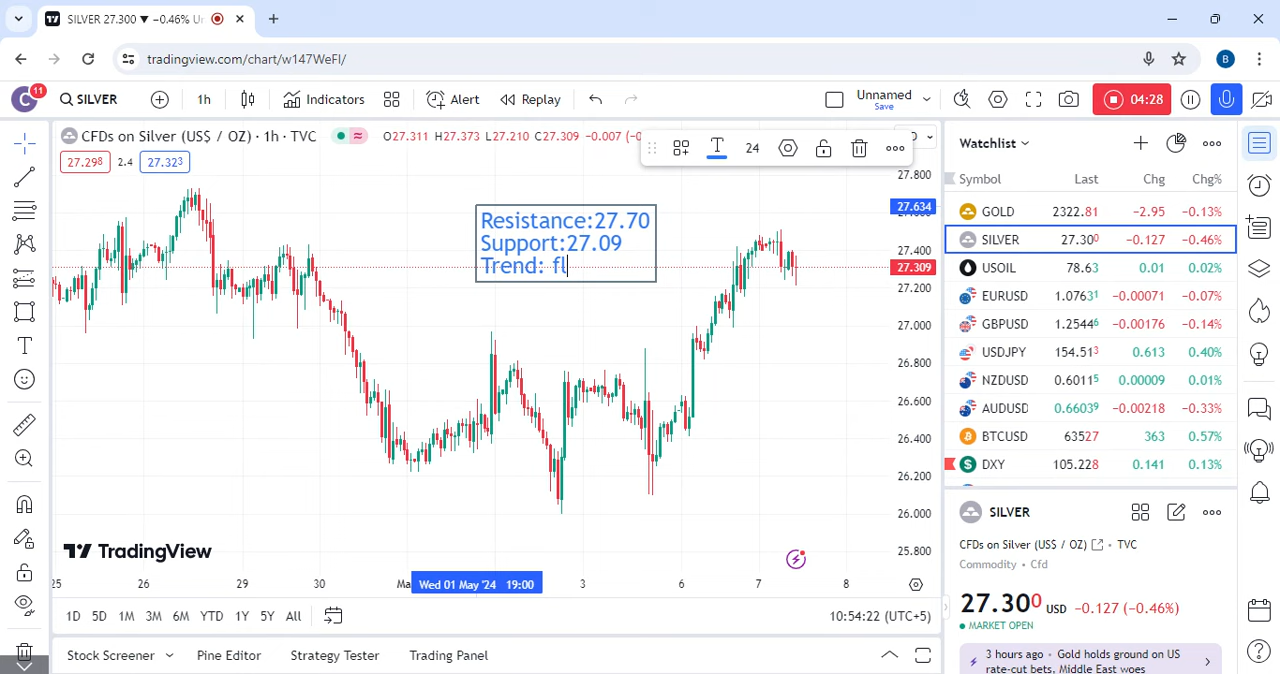 SILVER 27.300 ▼ −0.46% Un
tradingview.com/chart/w147WeFI/
B
11
C
SILVER
1h
Indicators
Alert
Replay
Unnamed
Save
04:28
CFDs on Silver (US$ / OZ) · 1h · TVC
O27.311 H27.373 L27.210 C27.309 −0.007 (−0
27.298 2.4 27.323
24
Resistance:27.70
Support:27.09
Trend: fl
27.800
27.634
27.400
27.309
27.200
27.000
26.800
26.600
26.400
26.200
26.000
25.800
TradingView
25 26 29 30 Ma Wed 01 May '24 19:00 3 6 7 8
1D 5D 1M 3M 6M YTD 1Y 5Y All
10:54:22 (UTC+5)
Stock Screener Pine Editor Strategy Tester Trading Panel
Watchlist
Symbol Last Chg Chg%
GOLD 2322.81 −2.95 −0.13%
SILVER 27.300 −0.127 −0.46%
USOIL 78.63 0.01 0.02%
EURUSD 1.07631 −0.00071 −0.07%
GBPUSD 1.25446 −0.00176 −0.14%
USDJPY 154.513 0.613 0.40%
NZDUSD 0.60115 0.00009 0.01%
AUDUSD 0.66039 −0.00218 −0.33%
BTCUSD 63527 363 0.57%
DXY 105.228 0.141 0.13%
SILVER
CFDs on Silver (US$ / OZ) • TVC
Commodity • Cfd
27.300 USD −0.127 (−0.46%)
MARKET OPEN
3 hours ago • Gold holds ground on US
rate-cut bets, Middle East woes